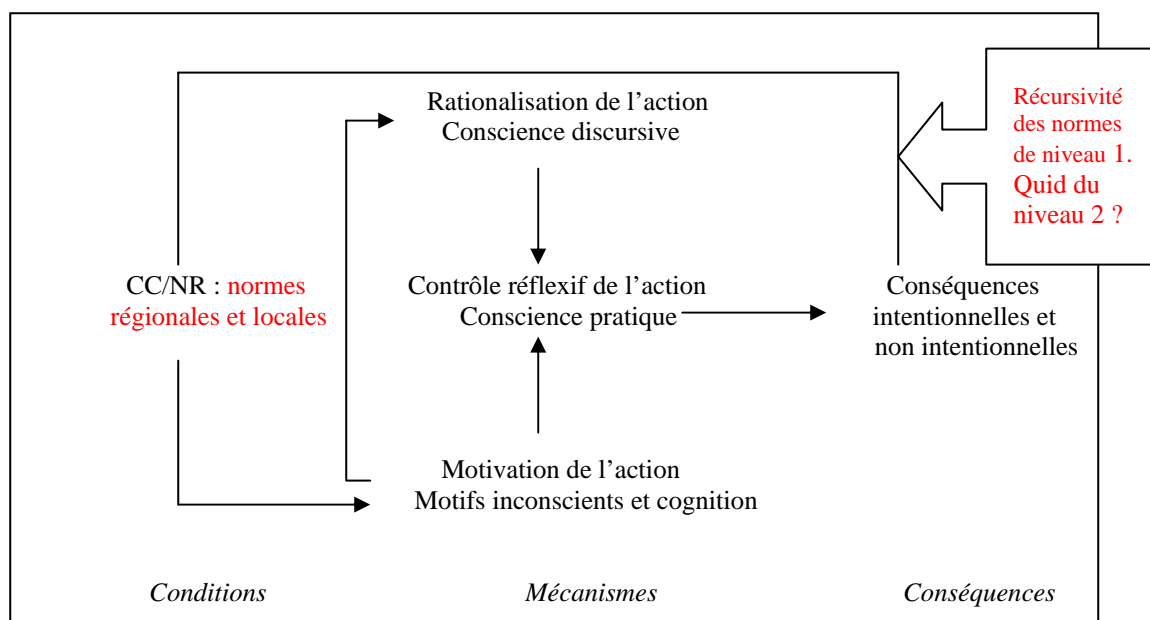 Rationalisation de l’action
Conscience discursive
Récursivité
des normes
de niveau 1.
Quid du
niveau 2 ?
CC/NR : normes
régionales et locales
Contrôle réflexif de l’action
Conscience pratique
Conséquences
intentionnelles et
non intentionnelles
Motivation de l’action
Motifs inconscients et cognition
Conditions
Mécanismes
Conséquences